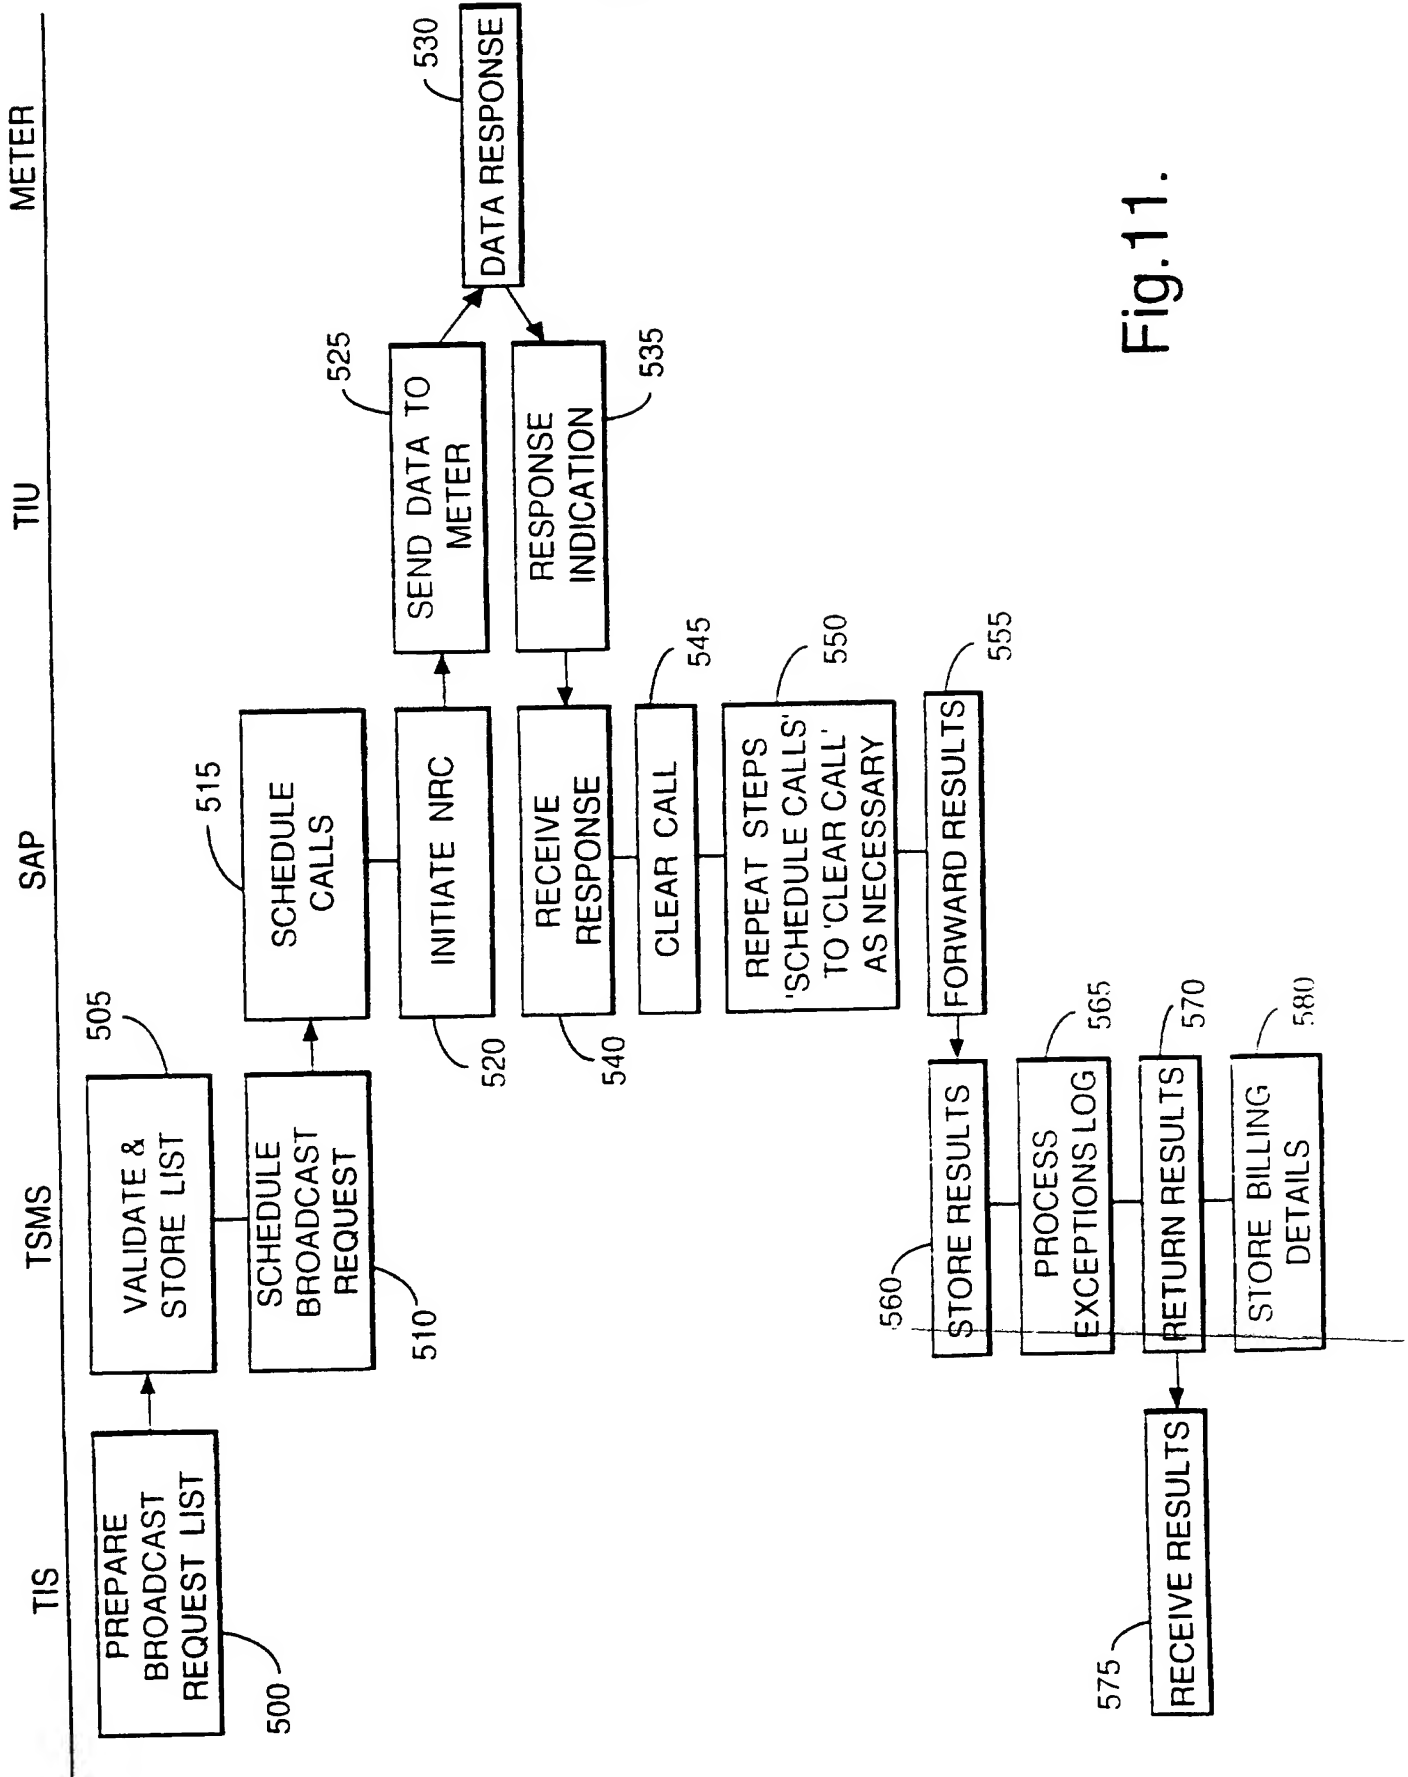 TIS
TSMS
SAP
TIU
METER
PREPARE
BROADCAST
REQUEST LIST
500
VALIDATE &
STORE LIST
505
SCHEDULE
BROADCAST
REQUEST
510
SCHEDULE
CALLS
515
INITIATE NRC
520
SEND DATA TO
METER
525
DATA RESPONSE
530
RESPONSE
INDICATION
535
RECEIVE
RESPONSE
540
CLEAR CALL
545
REPEAT STEPS
'SCHEDULE CALLS'
TO 'CLEAR CALL'
AS NECESSARY
550
FORWARD RESULTS
555
STORE RESULTS
560
PROCESS
EXCEPTIONS LOG
565
RETURN RESULTS
570
RECEIVE RESULTS
575
STORE BILLING
DETAILS
580
Fig.11.